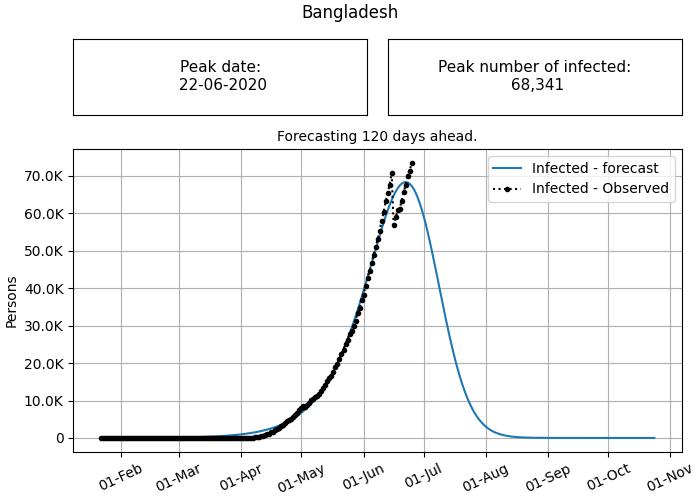 Bangladesh
Peak date:
22-06-2020
Peak number of infected:
68,341
Forecasting 120 days ahead.
Infected - forecast
Infected - Observed
70.0K
60.0K
50.0K
40.0K
30.0K
20.0K
10.0K
0
Persons
01-Feb
01-Mar
01-Apr
01-May
01-Jun
01-Jul
01-Aug
01-Sep
01-Oct
01-Nov